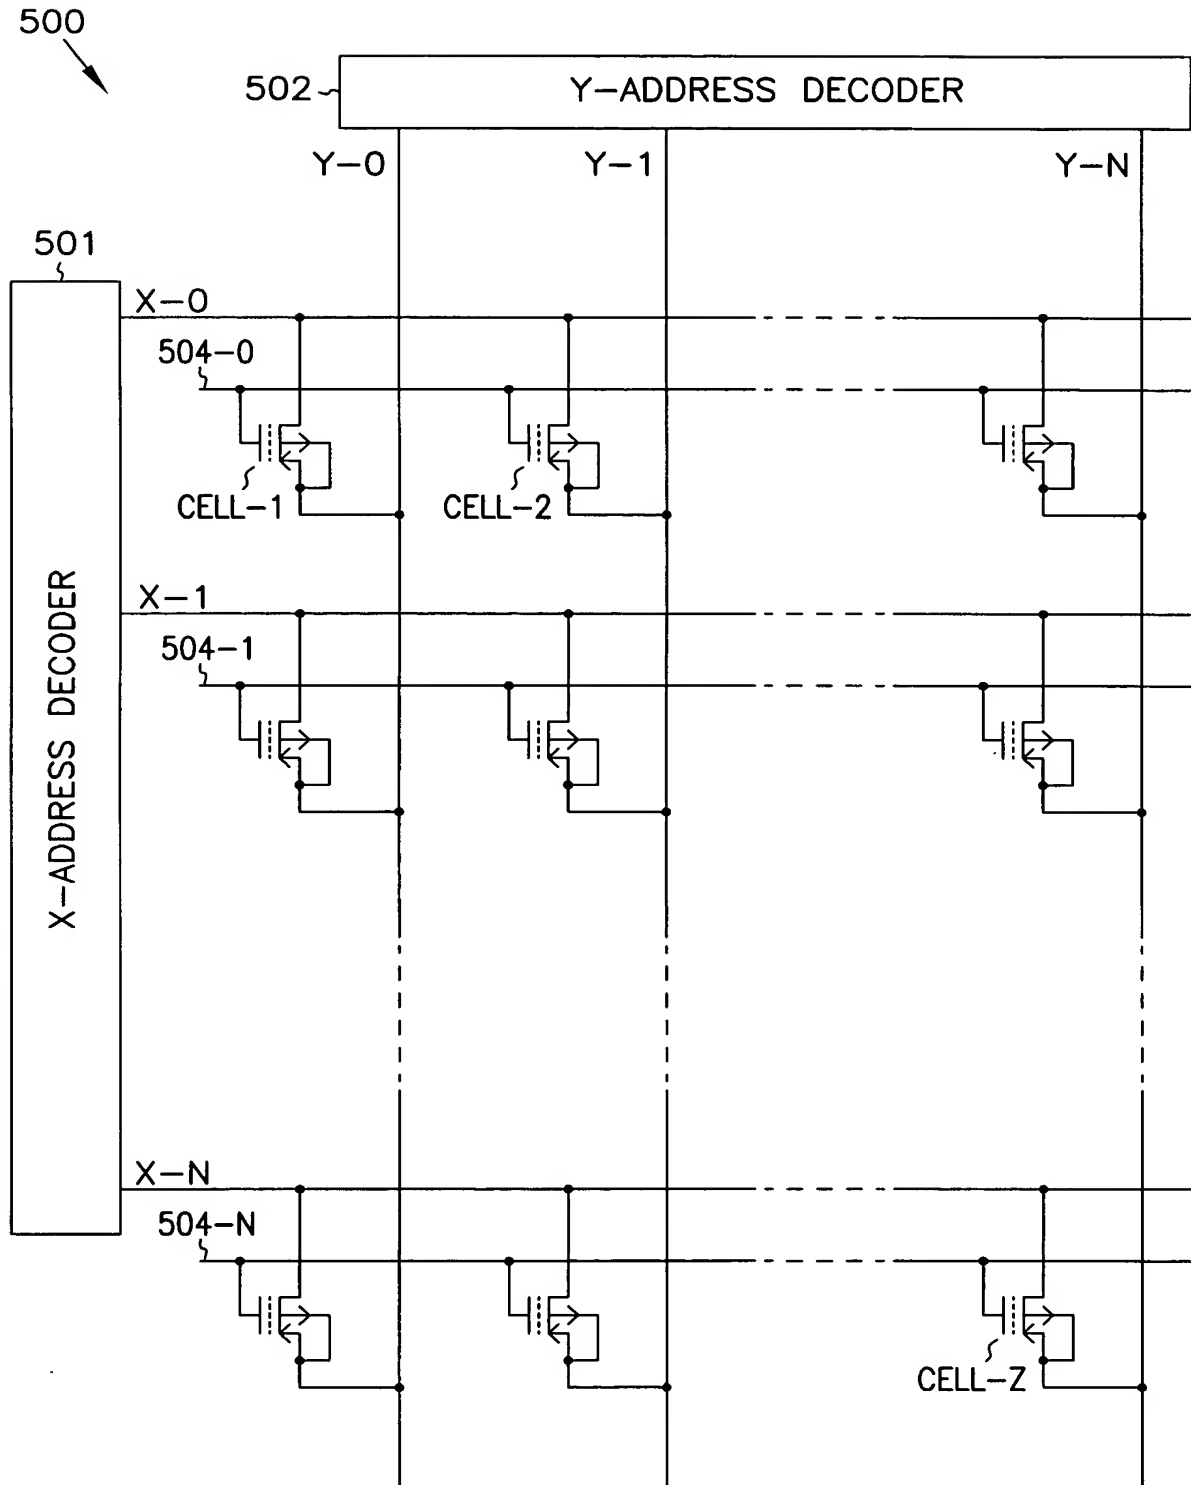 500
502
Y-ADDRESS DECODER
Y-0
Y-1
Y-N
501
X-0
504-0
CELL-1
CELL-2
X-ADDRESS DECODER
X-1
504-1
X-N
504-N
CELL-Z